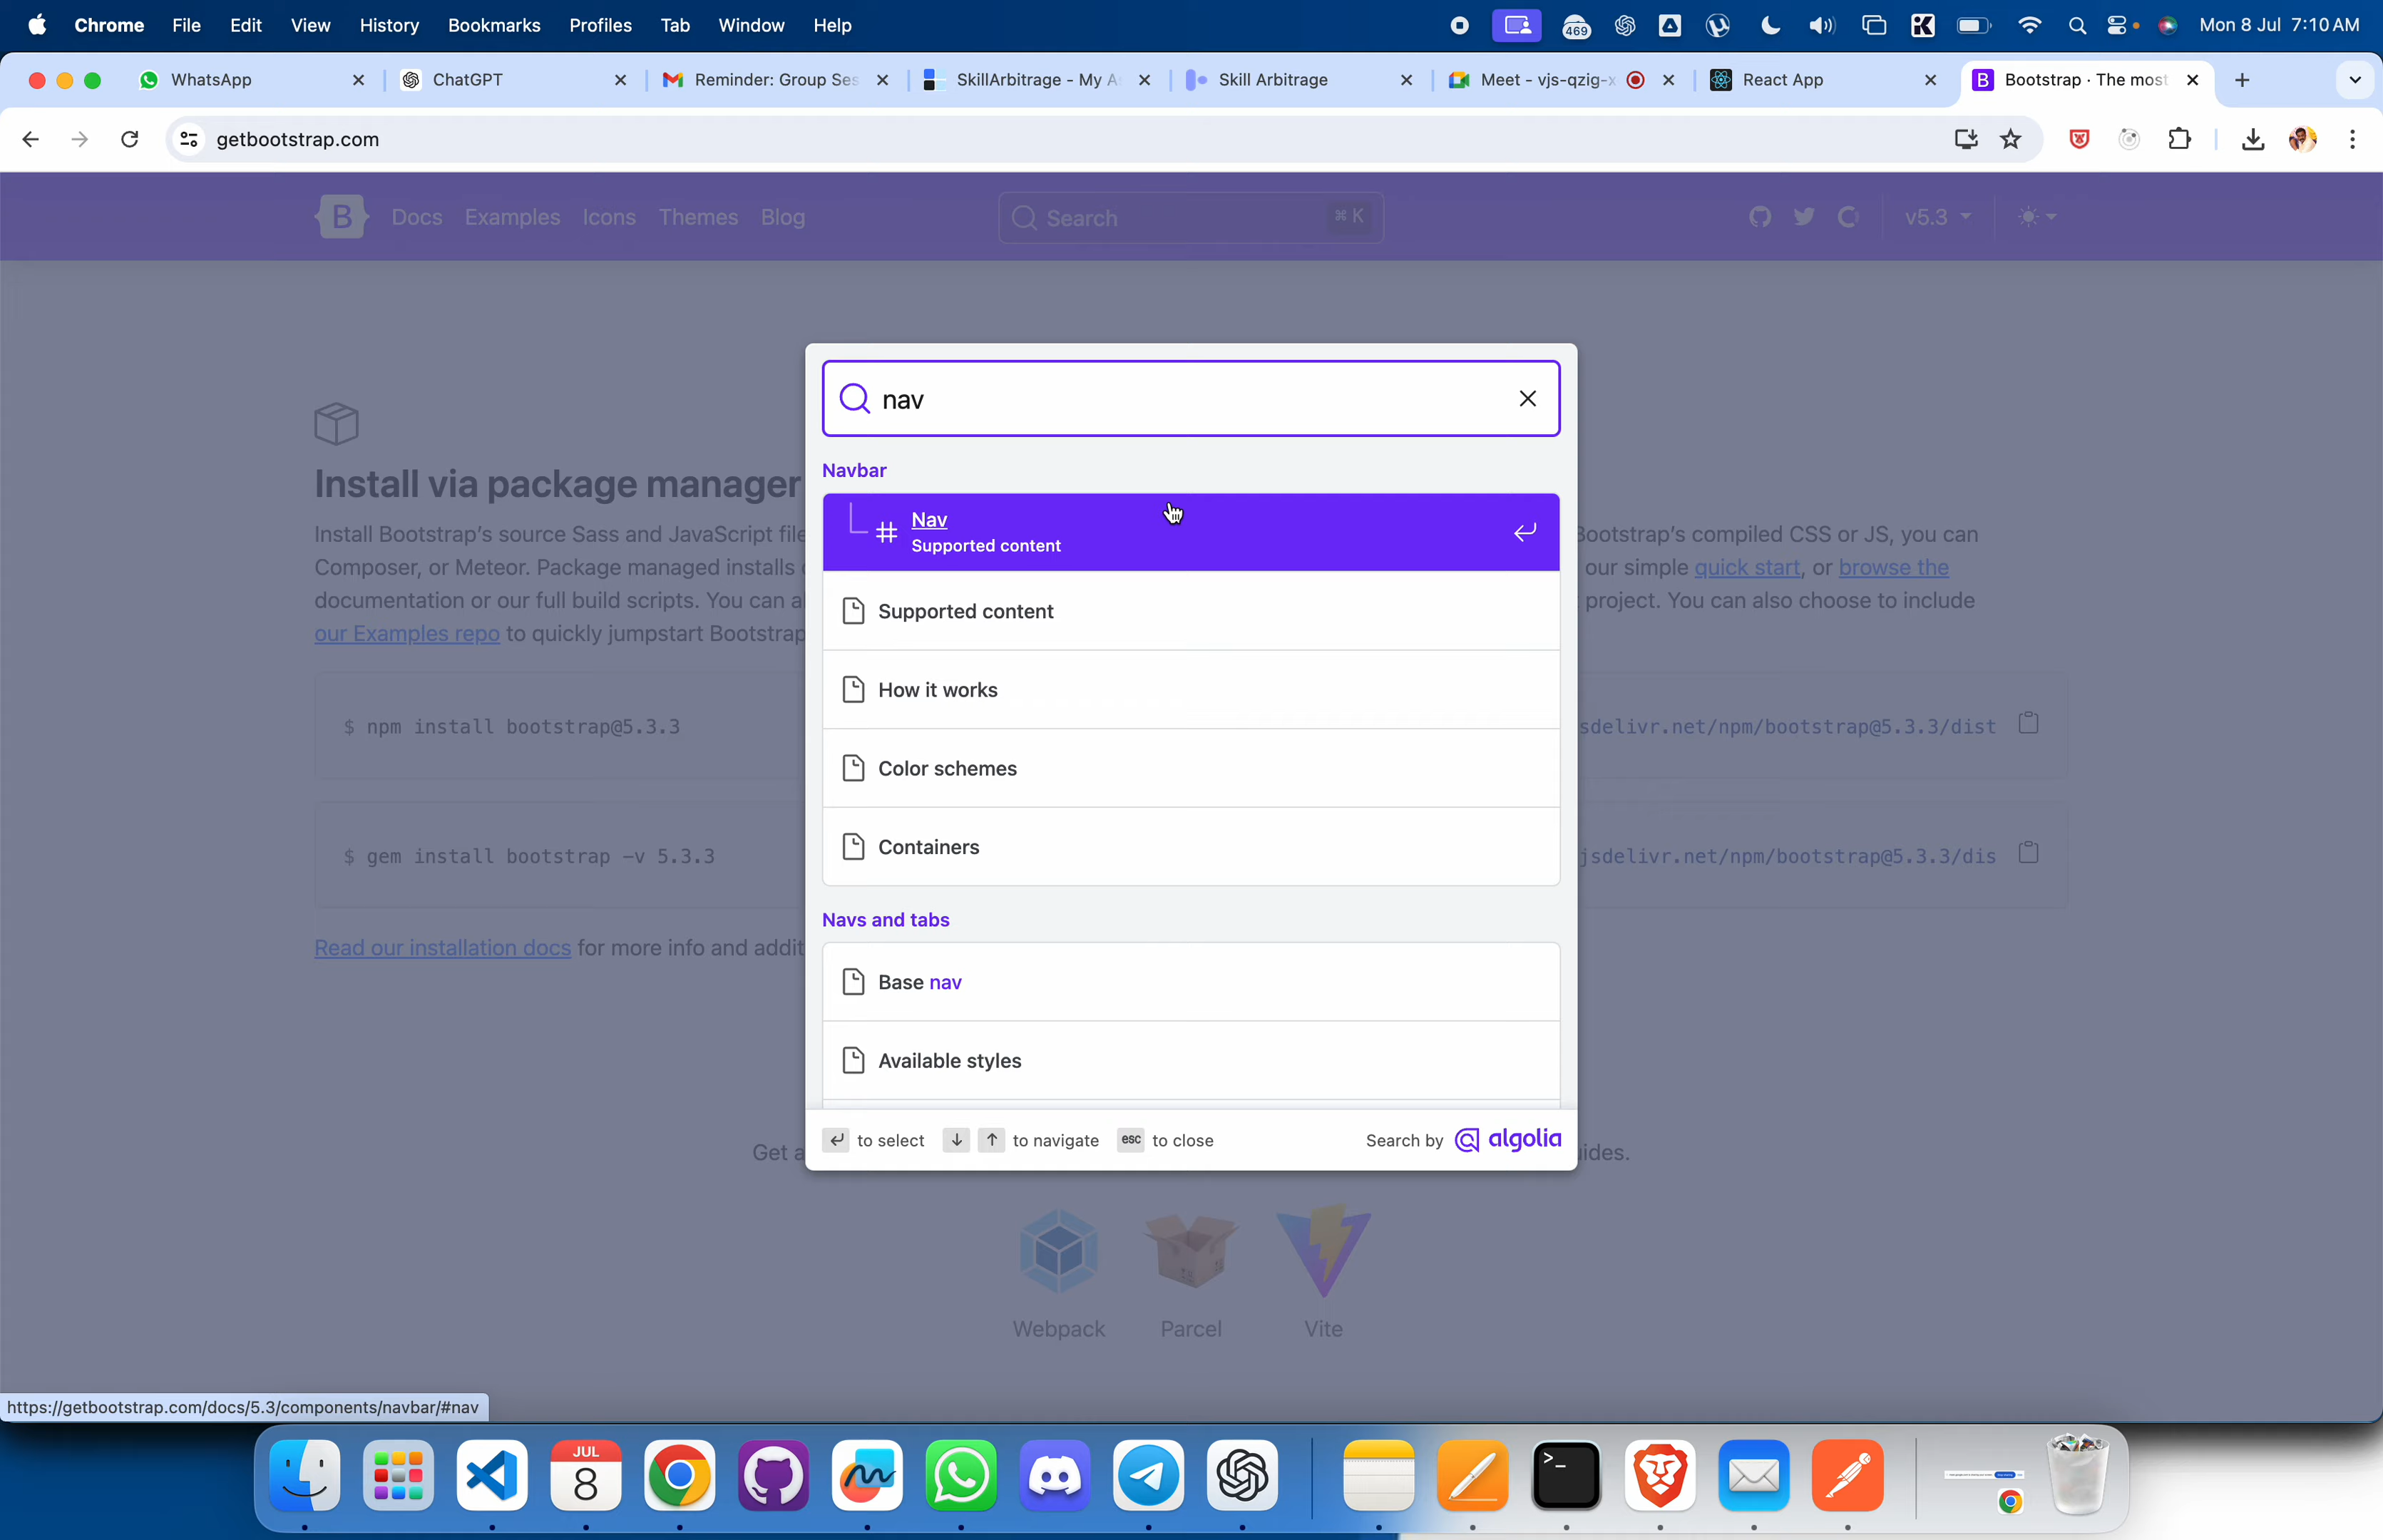 Chrome File Edit View History Bookmarks Profiles Tab Window Help 469 Mon 8 Jul 7:10 AM
WhatsApp ChatGPT Reminder: Group Ses SkillArbitrage - My A Skill Arbitrage Meet - vjs-qzig-x React App Bootstrap · The most
getbootstrap.com
B Docs Examples Icons Themes Blog Search ⌘ K v5.3
nav
Navbar
Install via package manager
# Nav
Supported content
Install Bootstrap's source Sass and JavaScript file
Bootstrap's compiled CSS or JS, you can
Composer, or Meteor. Package managed installs
our simple quick start, or browse the
documentation or our full build scripts. You can al
project. You can also choose to include
our Examples repo to quickly jumpstart Bootstrap
Supported content
How it works
$ npm install bootstrap@5.3.3
sdelivr.net/npm/bootstrap@5.3.3/dist
Color schemes
Containers
$ gem install bootstrap -v 5.3.3
jsdelivr.net/npm/bootstrap@5.3.3/dis
Navs and tabs
Read our installation docs for more info and addit
Base nav
Available styles
to select to navigate esc to close Search by algolia
Get a
ides.
Webpack Parcel Vite
https://getbootstrap.com/docs/5.3/components/navbar/#nav
JUL
8